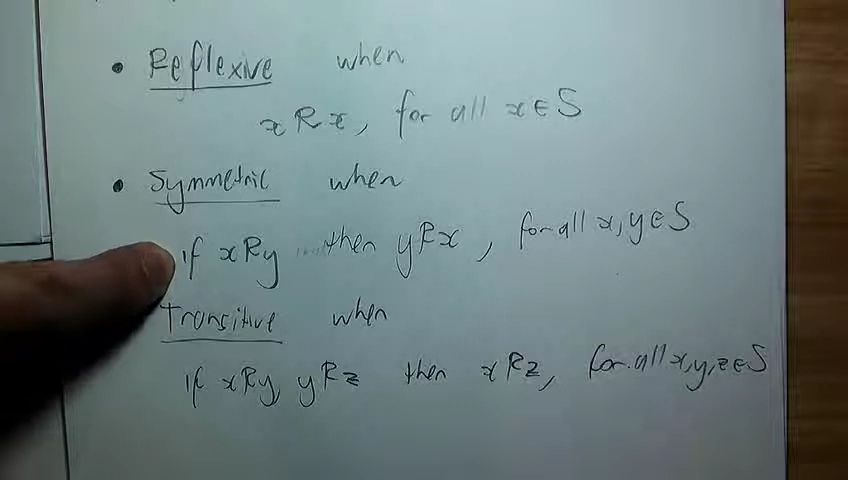 • Reflexive when
xRx, for all x∈S
• Symmetric when
if xRy then yRx, for all x,y∈S
Transitive when
if xRy, yRz then xRz, for all x,y,z∈S